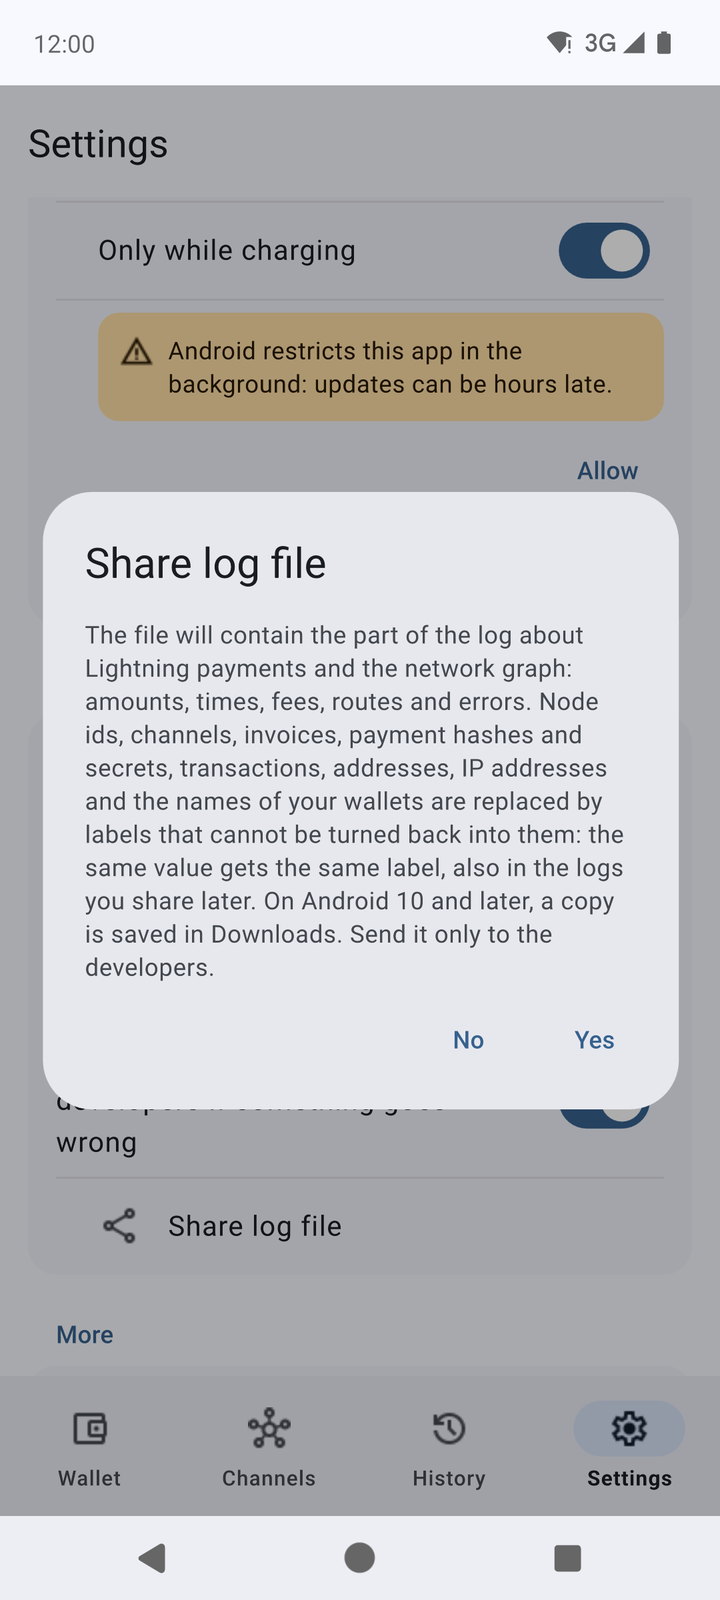 12:00
3G
Settings
Only while charging
Android restricts this app in the
background: updates can be hours late.
Allow
Share log file
The file will contain the part of the log about
Lightning payments and the network graph:
amounts, times, fees, routes and errors. Node
ids, channels, invoices, payment hashes and
secrets, transactions, addresses, IP addresses
and the names of your wallets are replaced by
labels that cannot be turned back into them: the
same value gets the same label, also in the logs
you share later. On Android 10 and later, a copy
is saved in Downloads. Send it only to the
developers.
No
Yes
wrong
Share log file
More
Wallet
Channels
History
Settings